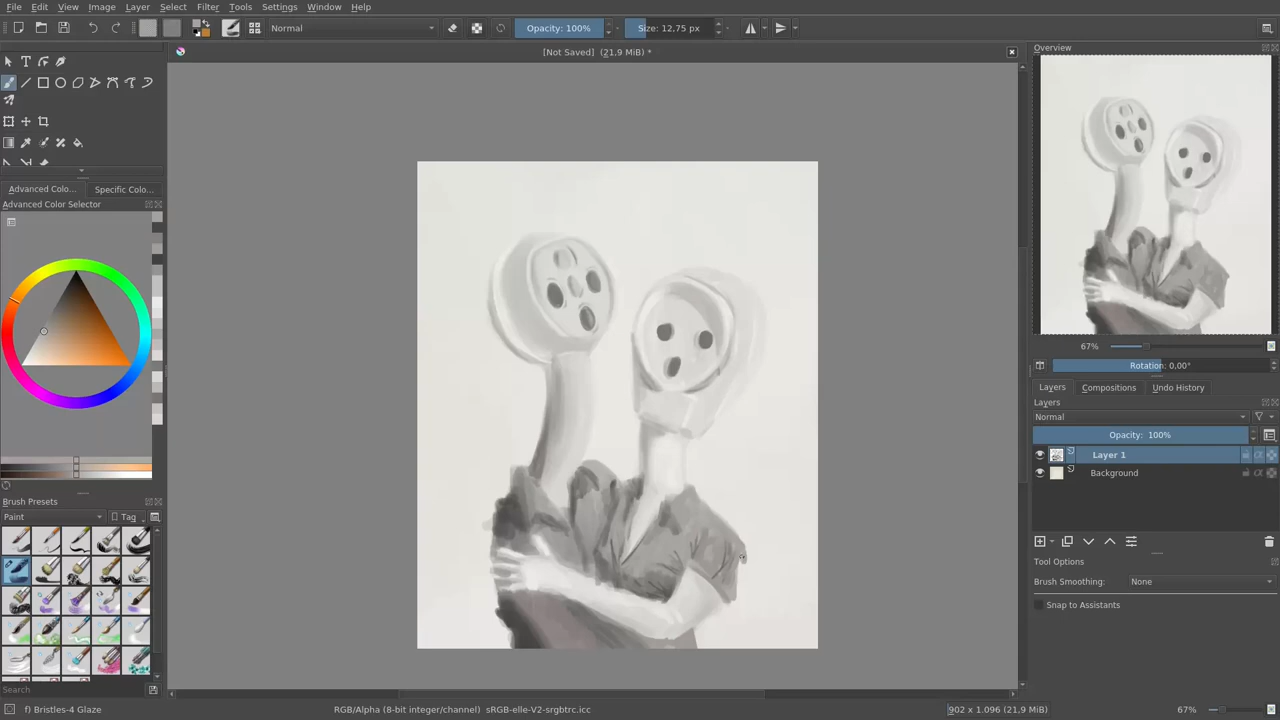 File Edit View Image Layer Select Filter Tools Settings Window Help
Normal
Opacity: 100%
Size: 12,75 px
[Not Saved] (21,9 MiB) *
Overview
Advanced Colo... Specific Colo...
Advanced Color Selector
67%
Rotation: 0,00°
Layers Compositions Undo History
Layers
Normal
Opacity: 100%
Layer 1
Background
Brush Presets
Paint
Tag
Tool Options
Brush Smoothing: None
Snap to Assistants
Search
f) Bristles-4 Glaze
RGB/Alpha (8-bit integer/channel) sRGB-elle-V2-srgbtrc.icc
902 x 1.096 (21,9 MiB)
67%